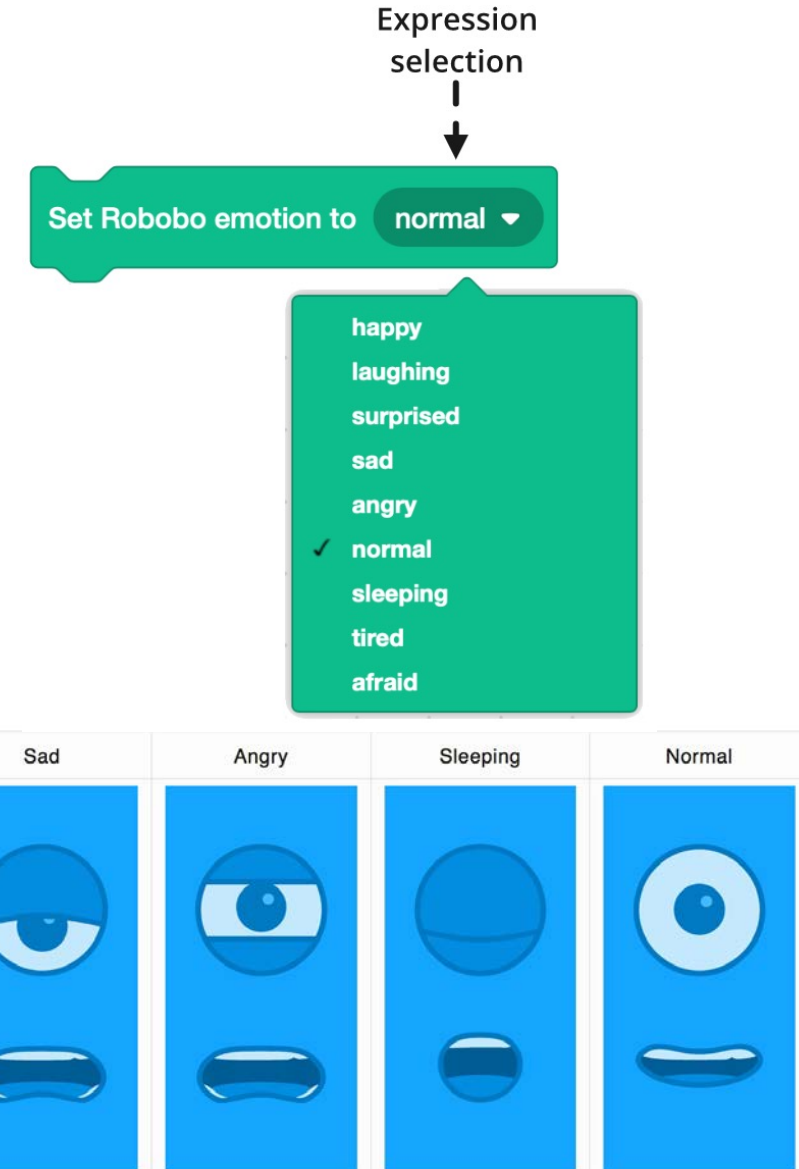 Expression
selection
Set Robobo emotion to normal
happy
laughing
surprised
sad
angry
normal
sleeping
tired
afraid
Sad Angry Sleeping Normal